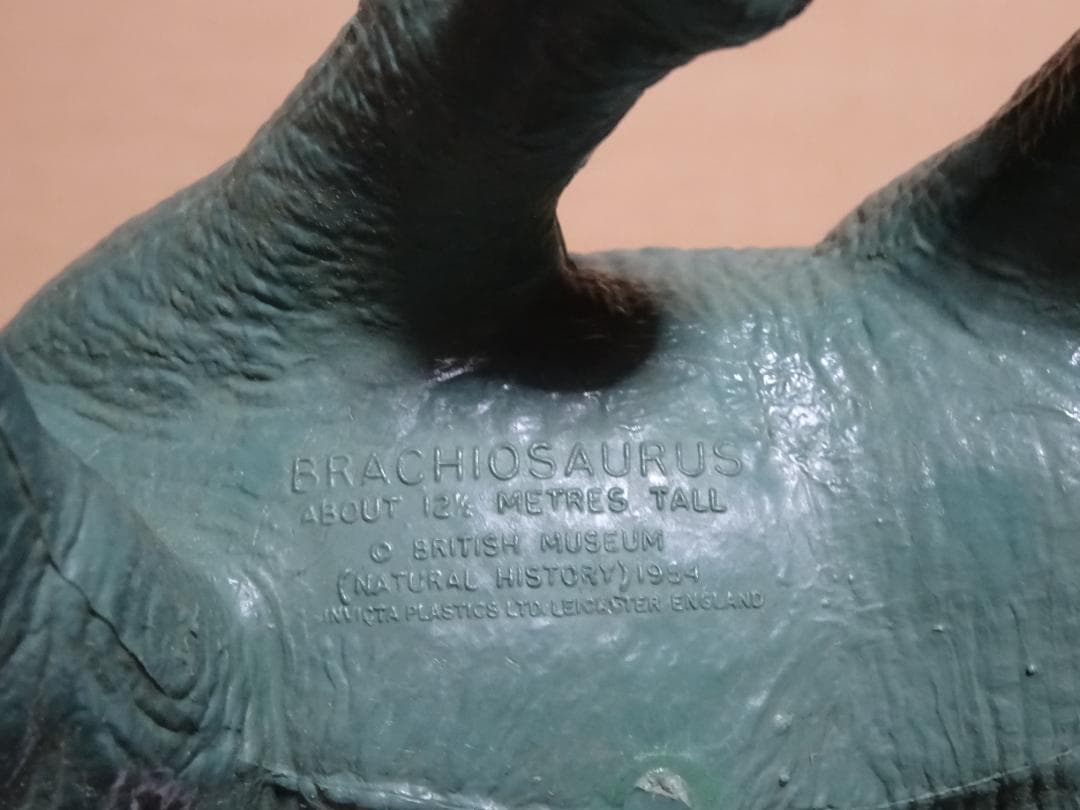 BRACHIOSAURUS
ABOUT 12½ METRES TALL
© BRITISH MUSEUM
(NATURAL HISTORY) 1984
INVICTA PLASTICS LTD. LEICESTER ENGLAND